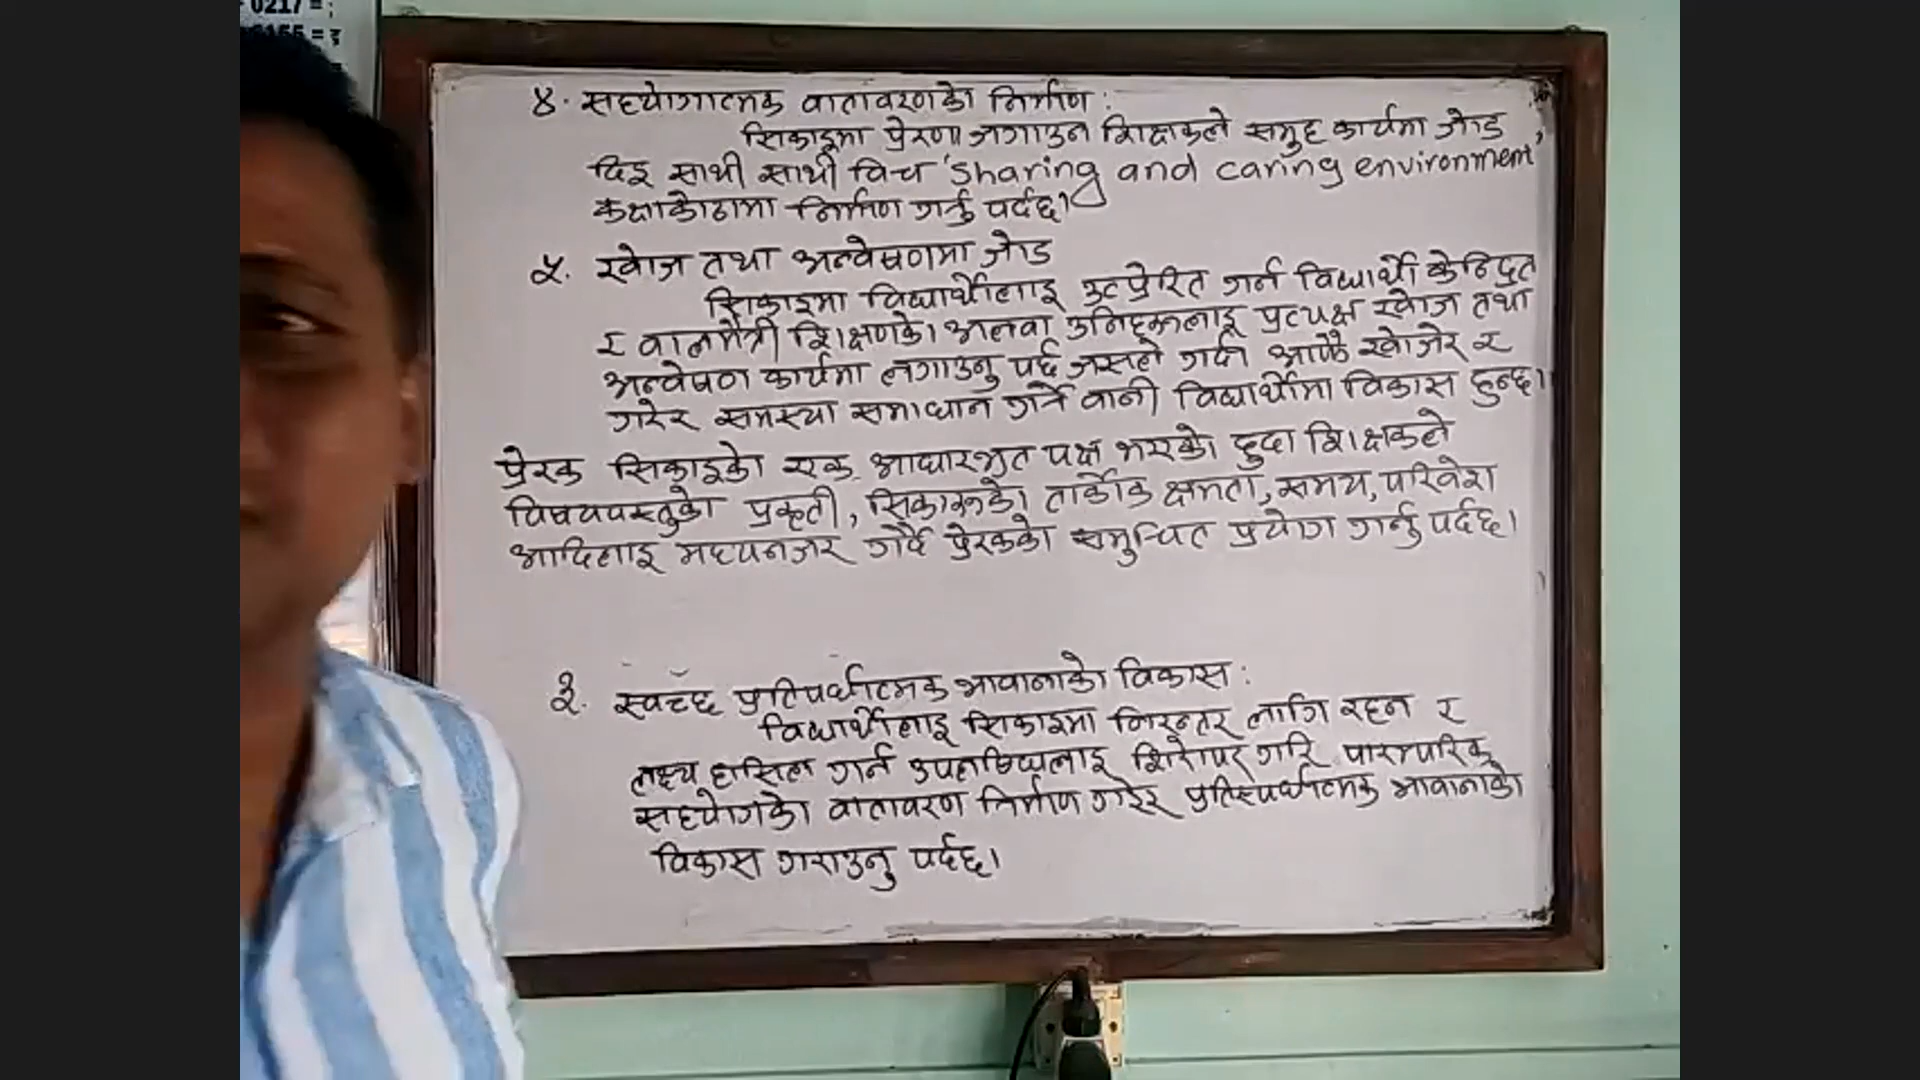 0217 = ;
0155 = ह
४. सहयोगात्मक वातावरणको निर्माण :
सिकाइमा प्रेरणा जगाउन शिक्षकले समुह कार्यमा जोड
दिइ साथी साथी विच 'Sharing and caring environment'
कक्षाकोठामा निर्माण गर्नु पर्दछ।
५. खोज तथा अन्वेषणमा जोड
सिकाइमा विद्यार्थीलाइ उत्प्रेरित गर्न विद्यार्थी केन्द्रित
र वालमैत्री शिक्षणको अलवा उनिहरूलाइ प्रत्यक्ष खोज तथा
अन्वेषण कार्यमा लगाउनु पर्छ जसले गर्दा आफै खोजेर र
गरेर समस्या समाधान गर्ने वानी विद्यार्थीमा विकास हुन्छ।
प्रेरक सिकाइको एक आधारभुत पक्ष भएको हुदा शिक्षकले
विषयवस्तुको प्रकृती, सिकारूको तार्कीक क्षमता, समय, परिवेश
आदिलाइ मध्यनजर गर्दै प्रेरकको समुचित प्रयोग गर्नु पर्दछ।
३. स्वच्छ प्रतिपर्धात्मक भावानाको विकास :
विद्यार्थीलाइ सिकाइमा निरन्तर लागि रहन र
लक्ष्य हासिल गर्न उपलब्धिलाइ शिरोपर गरि पारम्परिक
सहयोगको वातावरण निर्माण गरेर प्रतिस्पर्धात्मक भावानाको
विकास गराउनु पर्दछ।